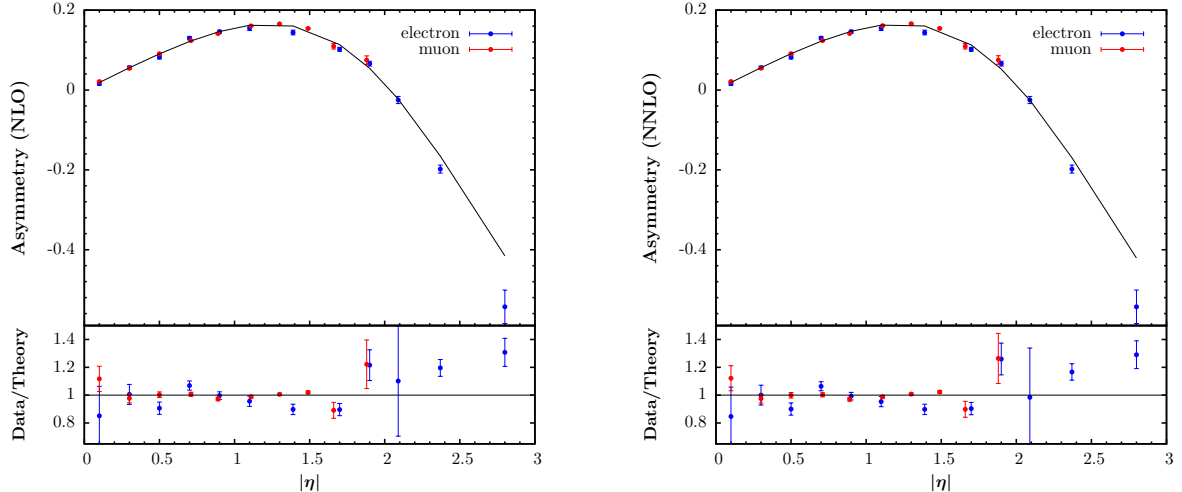 0.2
0
-0.2
-0.4
Asymmetry (NLO)
electron
muon
1.4
1.2
1
0.8
Data/Theory
0 0.5 1 1.5 2 2.5 3
|η|
0.2
0
-0.2
-0.4
Asymmetry (NNLO)
electron
muon
1.4
1.2
1
0.8
Data/Theory
0 0.5 1 1.5 2 2.5 3
|η|